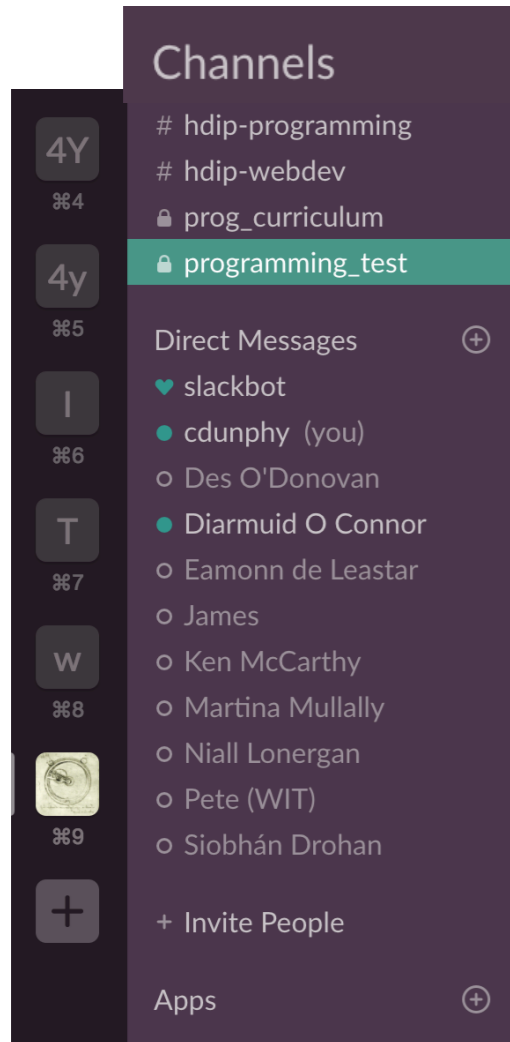 Channels
# hdip-programming
# hdip-webdev
prog_curriculum
programming_test
Direct Messages
slackbot
cdunphy (you)
Des O'Donovan
Diarmuid O Connor
Eamonn de Leastar
James
Ken McCarthy
Martina Mullally
Niall Lonergan
Pete (WIT)
Siobhán Drohan
+ Invite People
Apps
4Y
⌘4
4y
⌘5
I
⌘6
T
⌘7
w
⌘8
⌘9
+